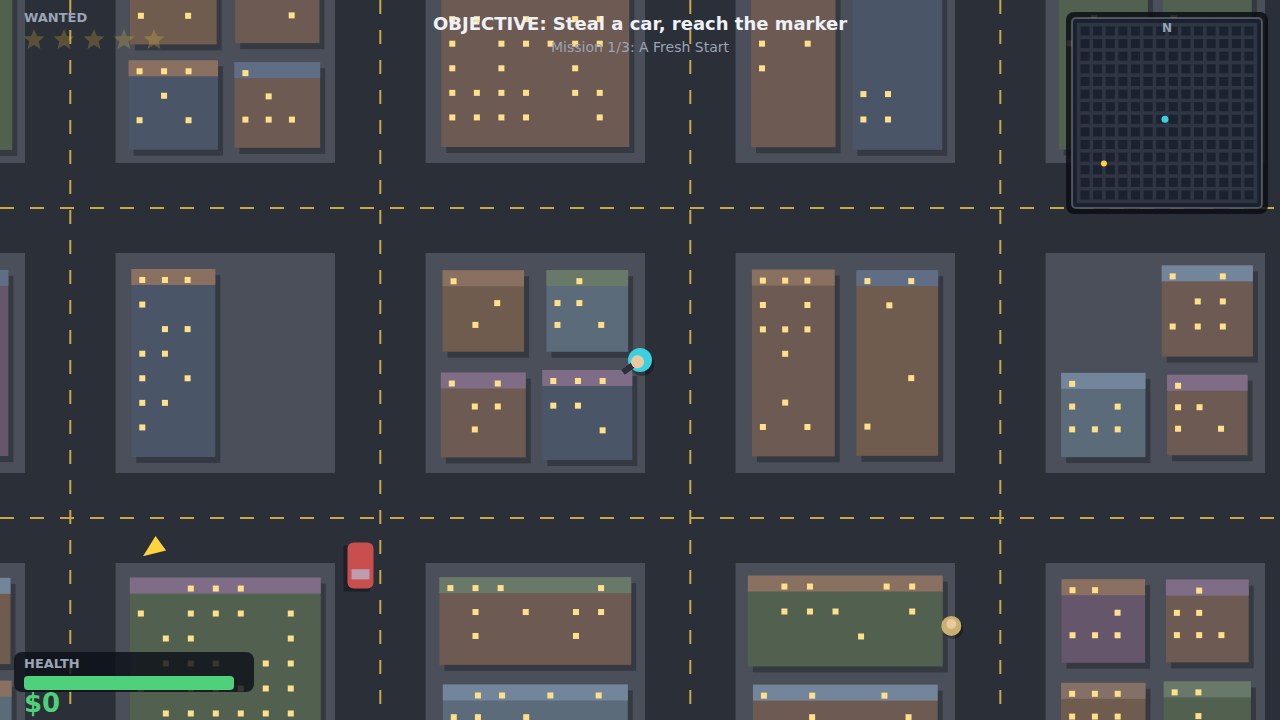 WANTED
OBJECTIVE: Steal a car, reach the marker
Mission 1/3: A Fresh Start
N
HEALTH
$0